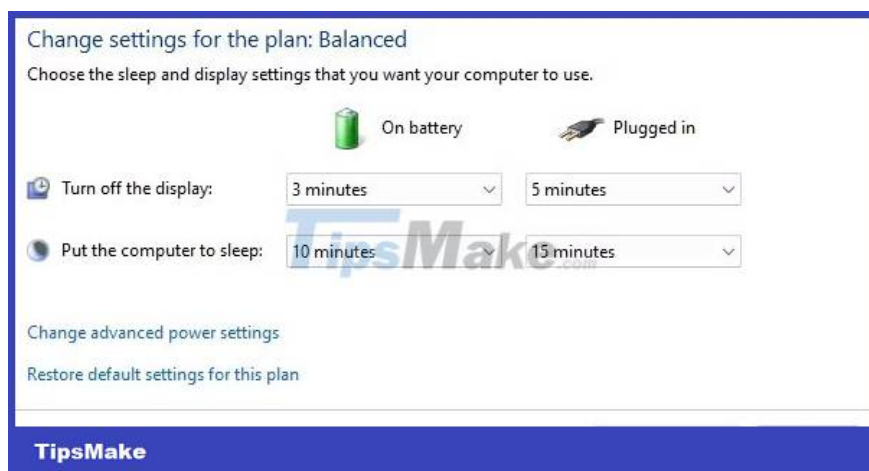 Change settings for the plan: Balanced
Choose the sleep and display settings that you want your computer to use.
On battery Plugged in
Turn off the display: 3 minutes 5 minutes
Put the computer to sleep: 10 minutes 15 minutes
TipsMake.com
Change advanced power settings
Restore default settings for this plan
TipsMake